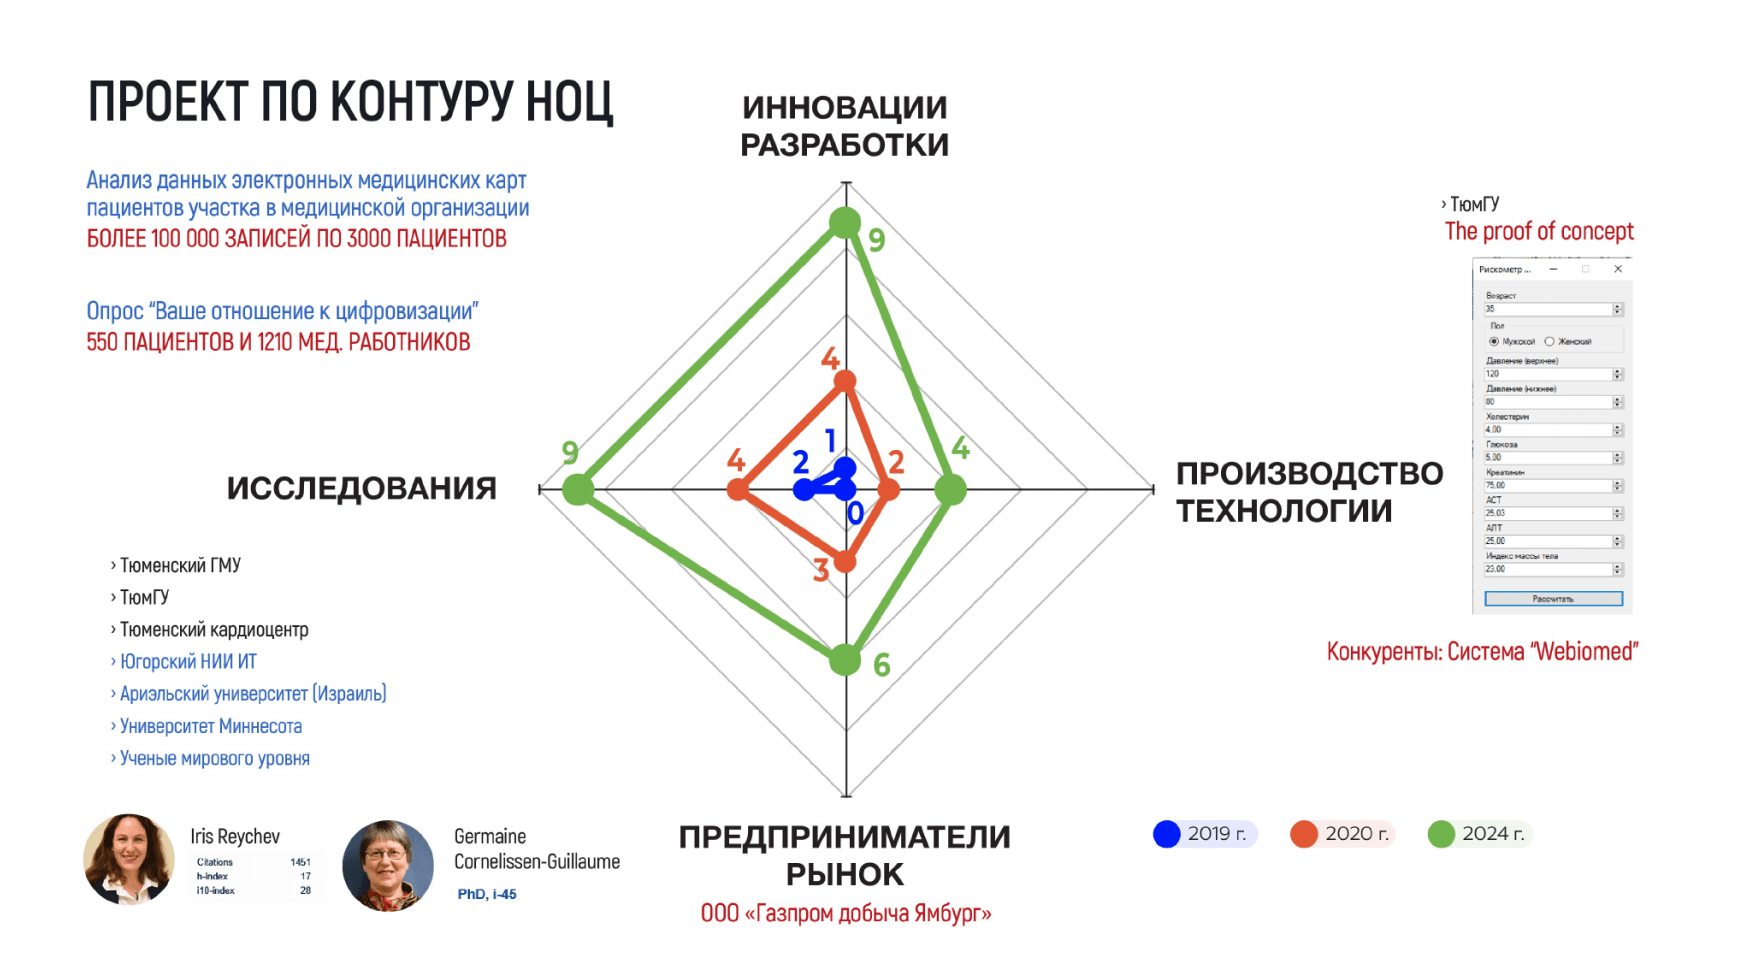 ПРОЕКТ ПО КОНТУРУ НОЦ
Анализ данных электронных медицинских карт
пациентов участка в медицинской организации
БОЛЕЕ 100 000 ЗАПИСЕЙ ПО 3000 ПАЦИЕНТОВ
Опрос “Ваше отношение к цифровизации”
550 ПАЦИЕНТОВ И 1210 МЕД. РАБОТНИКОВ
ИННОВАЦИИ
РАЗРАБОТКИ
9
4
1
9
4
2
2
4
0
3
6
ИССЛЕДОВАНИЯ
ПРОИЗВОДСТВО
ТЕХНОЛОГИИ
› ТюмГУ
The proof of concept
Рискометр ...
Возраст
35
Пол
Мужской Женский
Давление (верхнее)
120
Давление (нижнее)
80
Холестерин
4,00
Глюкоза
5,00
Креатинин
75,00
АСТ
25,03
АЛТ
25,00
Индекс массы тела
23,00
Рассчитать
Конкуренты: Система “Webiomed”
› Тюменский ГМУ
› ТюмГУ
› Тюменский кардиоцентр
› Югорский НИИ ИТ
› Ариэльский университет (Израиль)
› Университет Миннесота
› Ученые мирового уровня
Iris Reychev
Citations 1451
h-index 17
i10-index 28
Germaine
Cornelissen-Guillaume
PhD, i-45
ПРЕДПРИНИМАТЕЛИ
РЫНОК
ООО «Газпром добыча Ямбург»
2019 г. 2020 г. 2024 г.